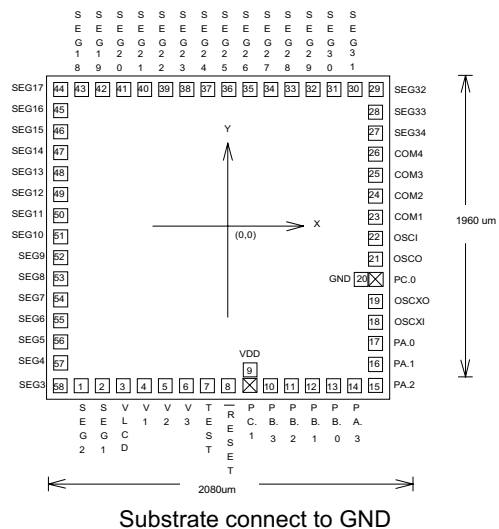 SEG18 SEG19 SEG20 SEG21 SEG22 SEG23 SEG24 SEG25 SEG26 SEG27 SEG28 SEG29 SEG30 SEG31
SEG17 44 43 42 41 40 39 38 37 36 35 34 33 32 31 30 29 SEG32
SEG16 45 28 SEG33
SEG15 46 27 SEG34
SEG14 47 26 COM4
SEG13 48 25 COM3
SEG12 49 24 COM2
SEG11 50 23 COM1
SEG10 51 22 OSCI
SEG9 52 21 OSCO
SEG8 53 GND 20 PC.0
SEG7 54 19 OSCXO
SEG6 55 18 OSCXI
SEG5 56 17 PA.0
SEG4 57 16 PA.1
SEG3 58 1 2 3 4 5 6 7 8 10 11 12 13 14 15 PA.2
Y
X
(0,0)
1960 um
VDD
9
SEG2 SEG1 VLCD V1 V2 V3 TEST RESET PC.1 PB.3 PB.2 PB.1 PB.0 PA.3
2080um
Substrate connect to GND